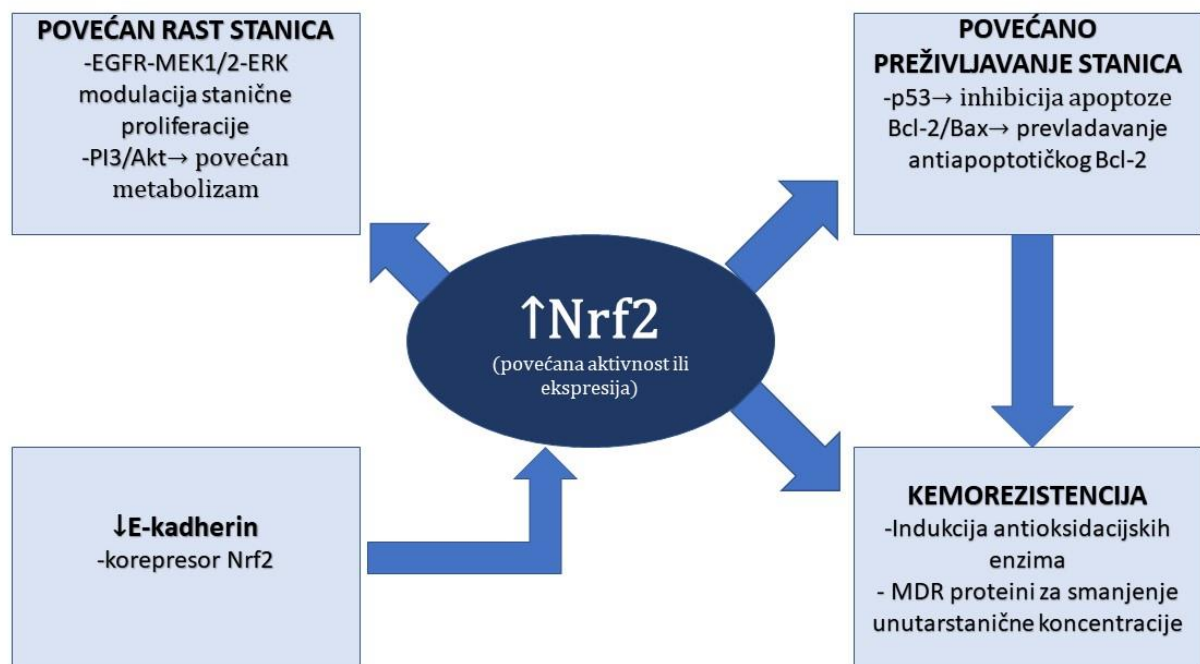 POVEĆAN RAST STANICA
-EGFR-MEK1/2-ERK
modulacija stanične
proliferacije
-PI3/Akt→ povećan
metabolizam
POVEĆANO
PREŽIVLJAVANJE STANICA
-p53→ inhibicija apoptoze
Bcl-2/Bax→ prevladavanje
antiapoptotičkog Bcl-2
↑Nrf2
(povećana aktivnost ili
ekspresija)
↓E-kadherin
-korepresor Nrf2
KEMOREZISTENCIJA
-Indukcija antioksidacijskih
enzima
- MDR proteini za smanjenje
unutarstanične koncentracije